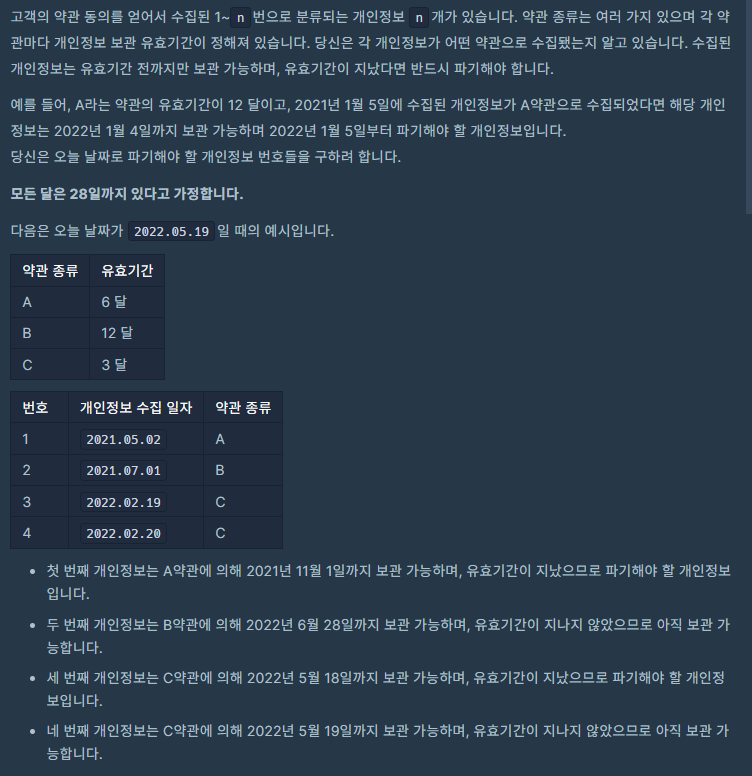 고객의 약관 동의를 얻어서 수집된 1~n번으로 분류되는 개인정보 n개가 있습니다. 약관 종류는 여러 가지 있으며 각 약
관마다 개인정보 보관 유효기간이 정해져 있습니다. 당신은 각 개인정보가 어떤 약관으로 수집됐는지 알고 있습니다. 수집된
개인정보는 유효기간 전까지만 보관 가능하며, 유효기간이 지났다면 반드시 파기해야 합니다.
예를 들어, A라는 약관의 유효기간이 12 달이고, 2021년 1월 5일에 수집된 개인정보가 A약관으로 수집되었다면 해당 개인
정보는 2022년 1월 4일까지 보관 가능하며 2022년 1월 5일부터 파기해야 할 개인정보입니다.
당신은 오늘 날짜로 파기해야 할 개인정보 번호들을 구하려 합니다.
모든 달은 28일까지 있다고 가정합니다.
다음은 오늘 날짜가 2022.05.19일 때의 예시입니다.
약관 종류 유효기간
A 6 달
B 12 달
C 3 달
번호 개인정보 수집 일자 약관 종류
1 2021.05.02 A
2 2021.07.01 B
3 2022.02.19 C
4 2022.02.20 C
• 첫 번째 개인정보는 A약관에 의해 2021년 11월 1일까지 보관 가능하며, 유효기간이 지났으므로 파기해야 할 개인정보
입니다.
• 두 번째 개인정보는 B약관에 의해 2022년 6월 28일까지 보관 가능하며, 유효기간이 지나지 않았으므로 아직 보관 가
능합니다.
• 세 번째 개인정보는 C약관에 의해 2022년 5월 18일까지 보관 가능하며, 유효기간이 지났으므로 파기해야 할 개인정
보입니다.
• 네 번째 개인정보는 C약관에 의해 2022년 5월 19일까지 보관 가능하며, 유효기간이 지나지 않았으므로 아직 보관 가
능합니다.